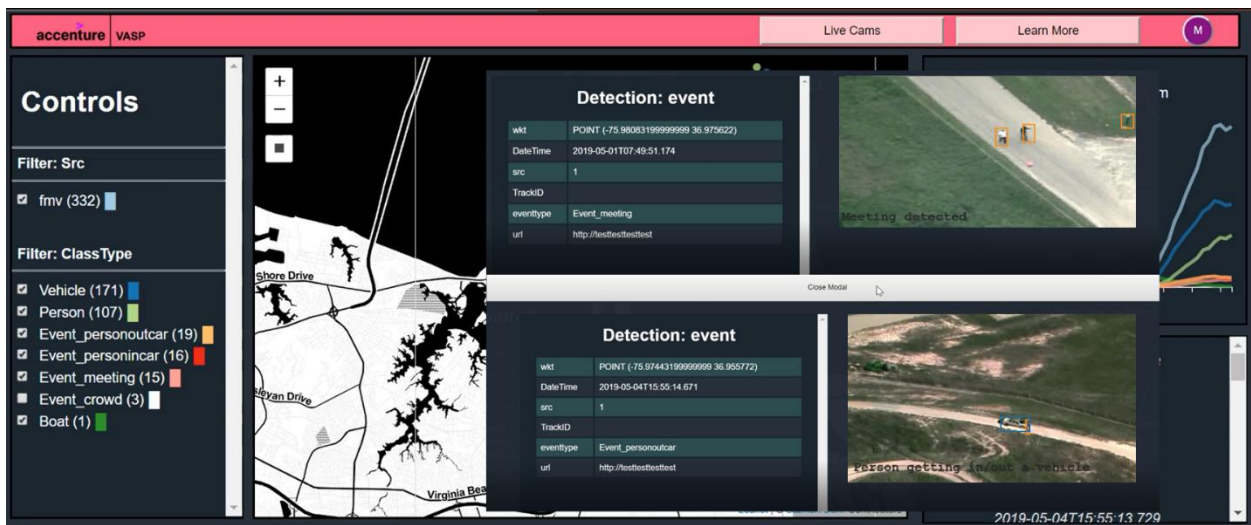 accenture VASP
Live Cams
Learn More
M
Controls
Filter: Src
fmv (332)
Filter: ClassType
Vehicle (171)
Person (107)
Event_personoutcar (19)
Event_personincar (16)
Event_meeting (15)
Event_crowd (3)
Boat (1)
+
−
Shore Drive
Drive
Virginia Bea
Detection: event
wkt POINT (-75.98083199999999 36.975622)
DateTime 2019-05-01T07:49:51.174
src 1
TrackID
eventtype Event_meeting
url http://testtesttesttest
Meeting detected
m
Close Modal
Detection: event
wkt POINT (-75.97443199999999 36.955772)
DateTime 2019-05-04T15:55:14.671
src 1
TrackID
eventtype Event_personoutcar
url http://testtesttesttest
Person getting in/out a vehicle
2019-05-04T15:55:13.729